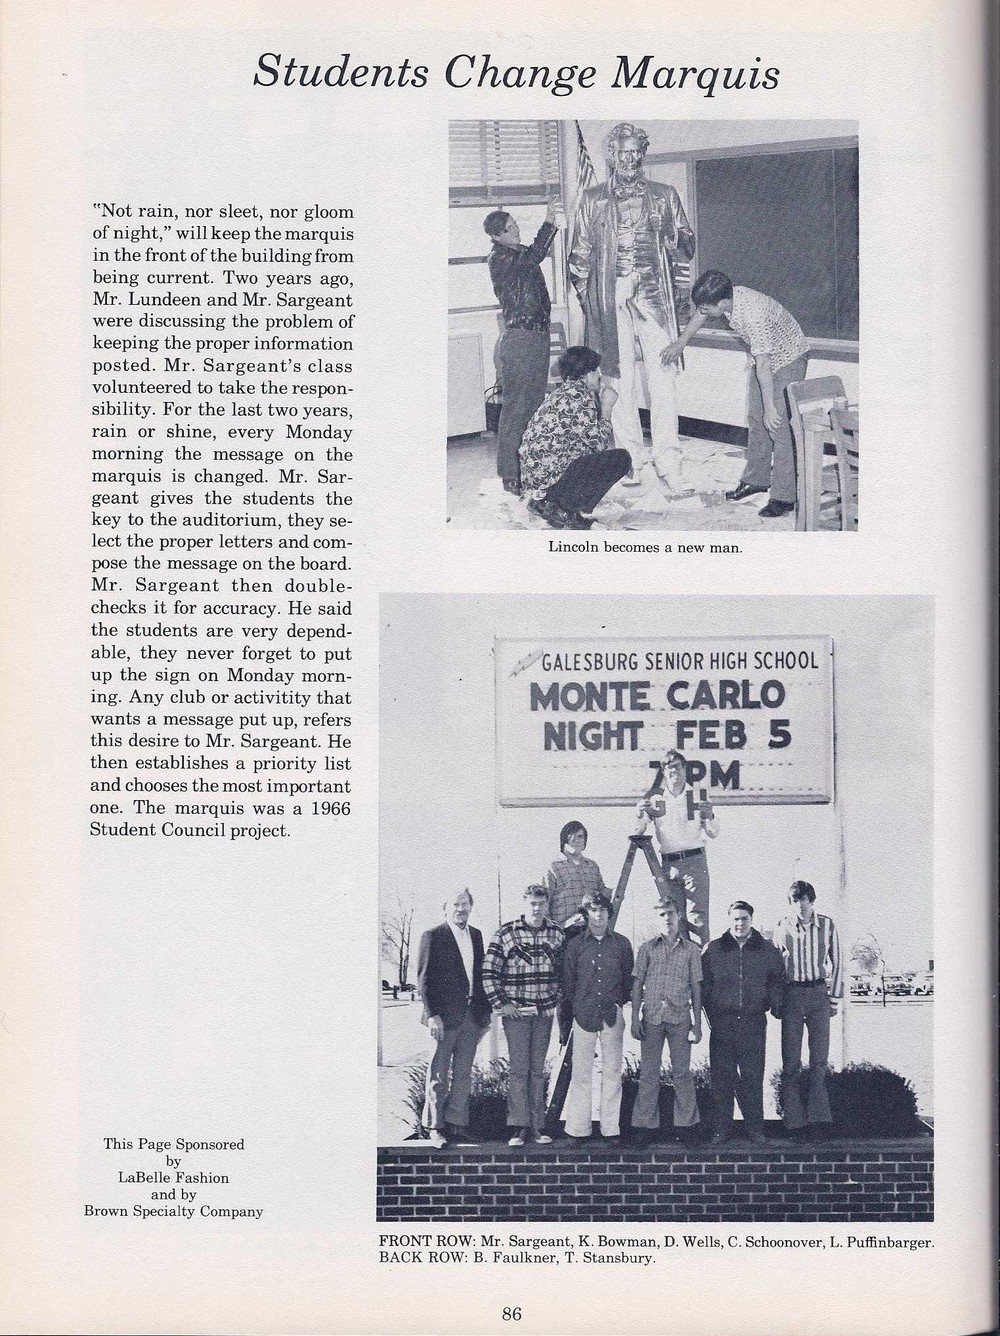 Students Change Marquis
"Not rain, nor sleet, nor gloom
of night," will keep the marquis
in the front of the building from
being current. Two years ago,
Mr. Lundeen and Mr. Sargeant
were discussing the problem of
keeping the proper information
posted. Mr. Sargeant's class
volunteered to take the respon-
sibility. For the last two years,
rain or shine, every Monday
morning the message on the
marquis is changed. Mr. Sar-
geant gives the students the
key to the auditorium, they se-
lect the proper letters and com-
pose the message on the board.
Mr. Sargeant then double-
checks it for accuracy. He said
the students are very depend-
able, they never forget to put
up the sign on Monday morn-
ing. Any club or activitity that
wants a message put up, refers
this desire to Mr. Sargeant. He
then establishes a priority list
and chooses the most important
one. The marquis was a 1966
Student Council project.
Lincoln becomes a new man.
GALESBURG SENIOR HIGH SCHOOL
MONTE CARLO
NIGHT FEB 5
7 PM
G H
This Page Sponsored
by
LaBelle Fashion
and by
Brown Specialty Company
FRONT ROW: Mr. Sargeant, K. Bowman, D. Wells, C. Schoonover, L. Puffinbarger.
BACK ROW: B. Faulkner, T. Stansbury.
86